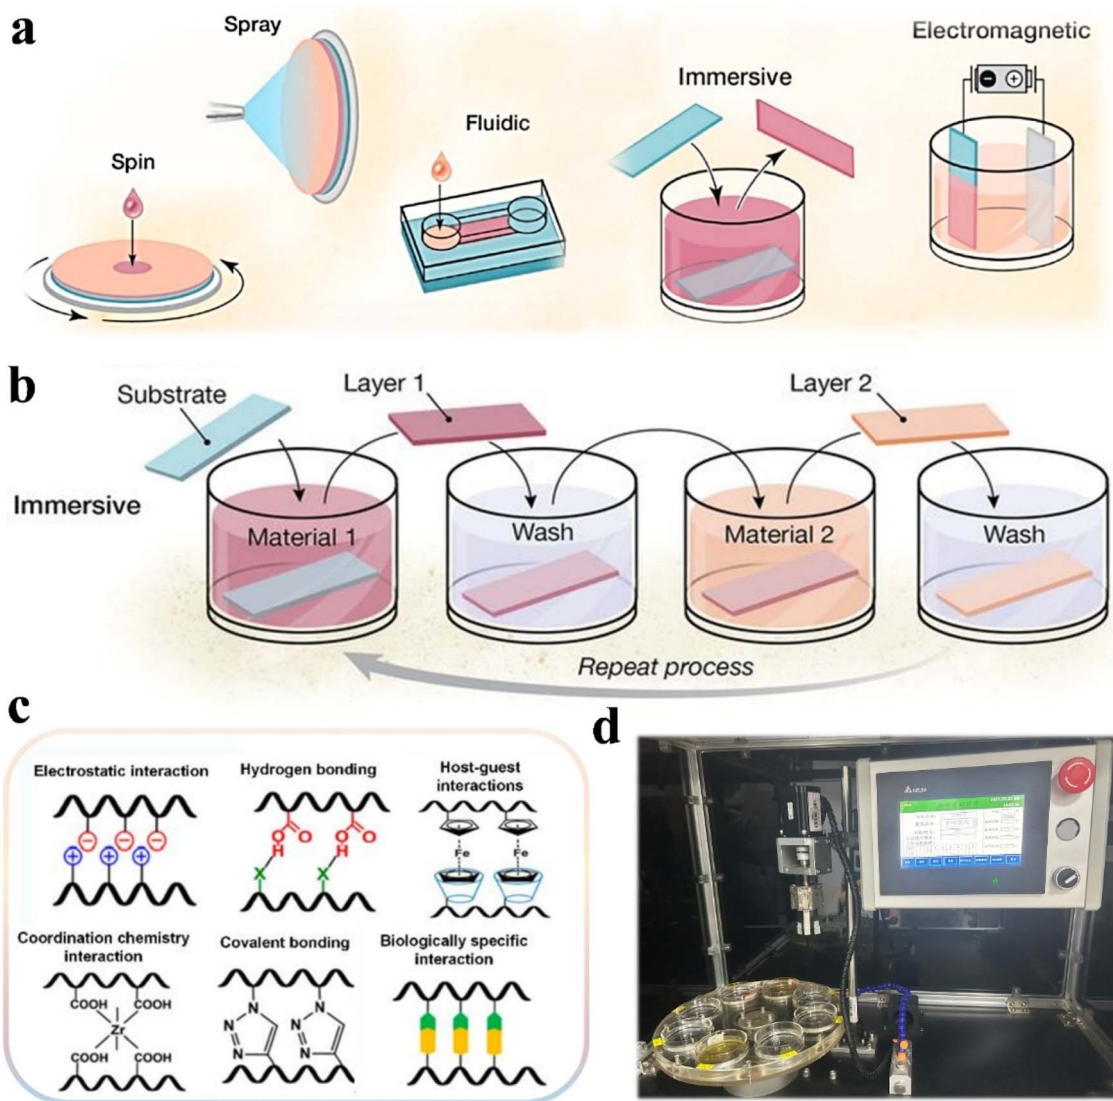 a
Spray
Electromagnetic
Immersive
Fluidic
Spin
b
Substrate
Layer 1
Layer 2
Immersive
Material 1
Wash
Material 2
Wash
Repeat process
c
d
Electrostatic interaction
Hydrogen bonding
Host-guest
interactions
O
O
H
H
X
X
Fe
Fe
Coordination chemistry
interaction
Covalent bonding
Biologically specific
interaction
COOH
COOH
Zr
COOH
COOH
N
N
N
N
N
N